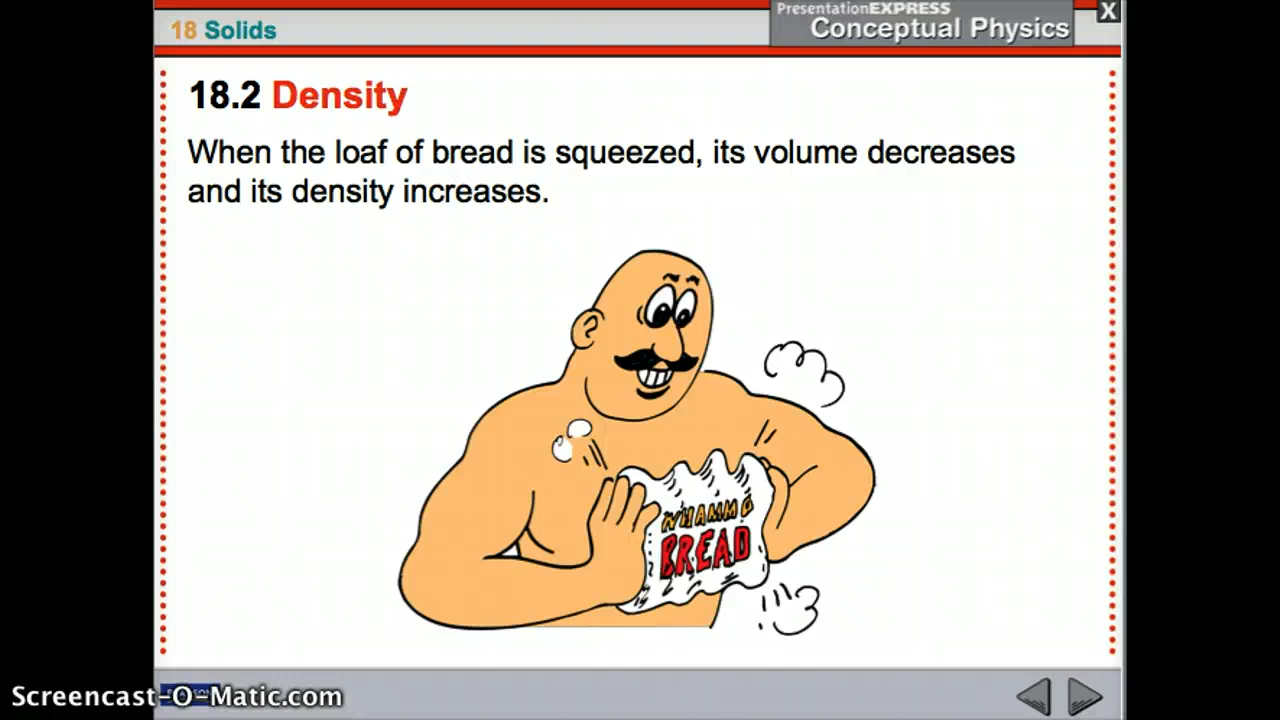 18 Solids
PresentationEXPRESS
Conceptual Physics
X
18.2 Density
When the loaf of bread is squeezed, its volume decreases
and its density increases.
WHAMMO
BREAD
Screencast-O-Matic.com